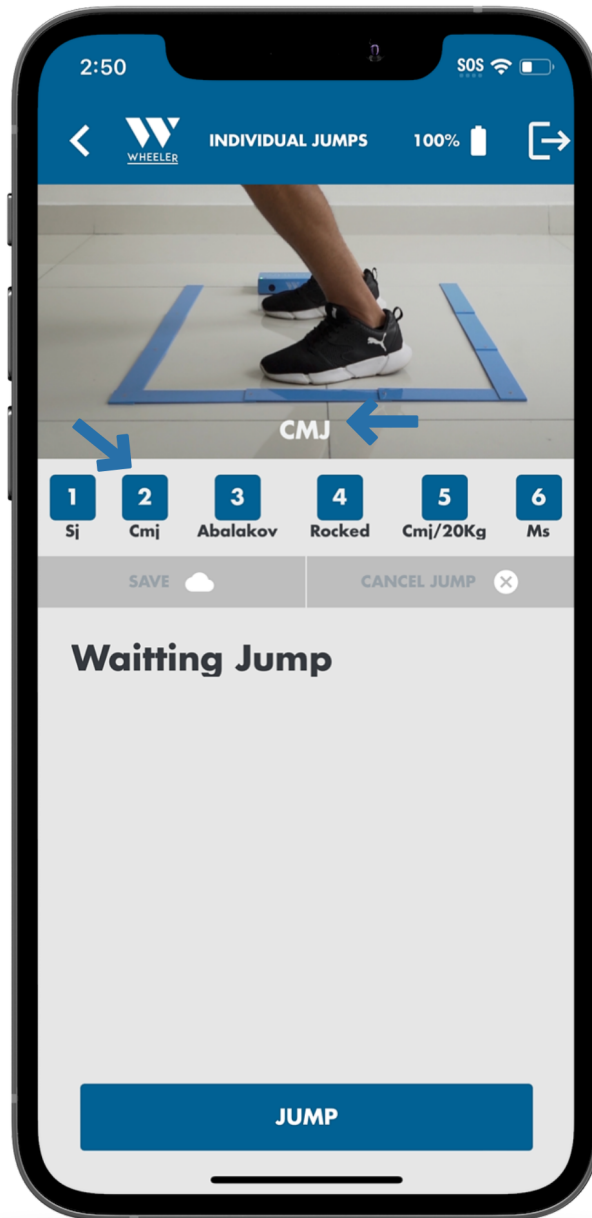 2:50
SOS
WHEELER
INDIVIDUAL JUMPS
100%
CMJ
1 2 3 4 5 6
Sj Cmj Abalakov Rocked Cmj/20Kg Ms
SAVE CANCEL JUMP
Waitting Jump
JUMP